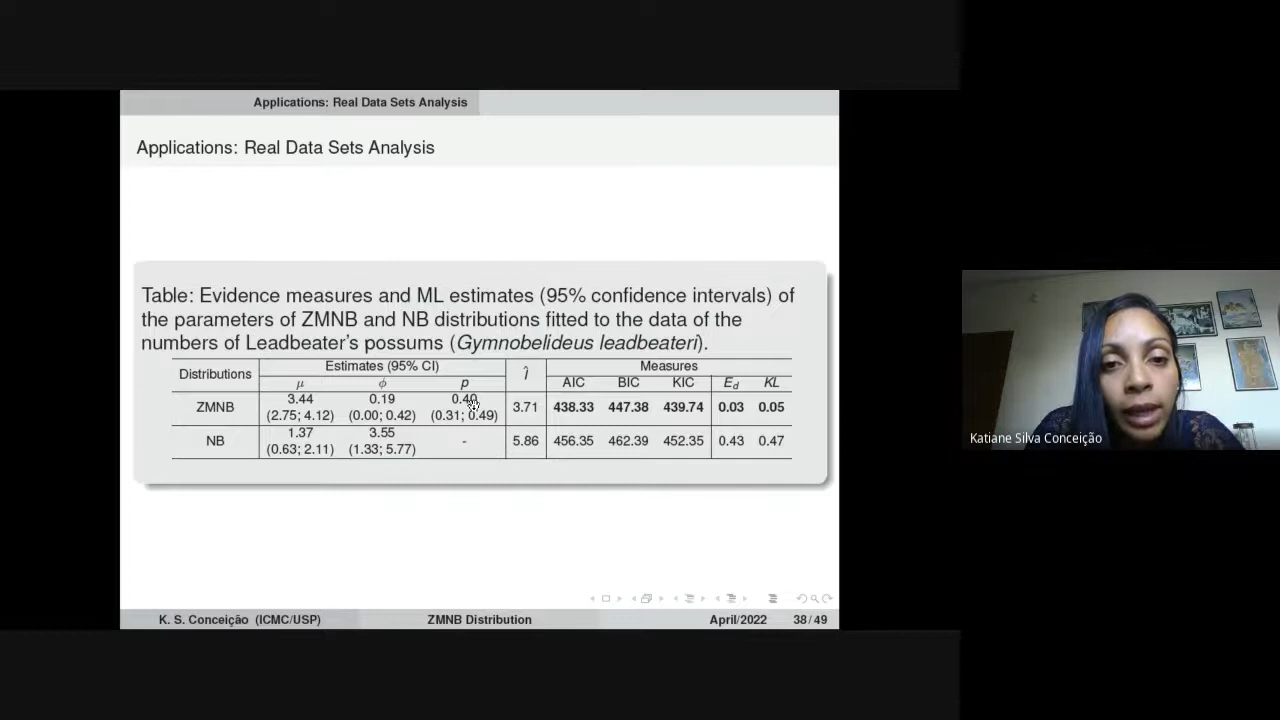 Applications: Real Data Sets Analysis
Applications: Real Data Sets Analysis
Table: Evidence measures and ML estimates (95% confidence intervals) of
the parameters of ZMNB and NB distributions fitted to the data of the
numbers of Leadbeater's possums (Gymnobelideus leadbeateri).
Distributions Estimates (95% CI) Î Measures
μ ϕ p AIC BIC KIC E_d KL
ZMNB 3.44 0.19 0.40 3.71 438.33 447.38 439.74 0.03 0.05
(2.75; 4.12) (0.00; 0.42) (0.31; 0.49)
NB 1.37 3.55 - 5.86 456.35 462.39 452.35 0.43 0.47
(0.63; 2.11) (1.33; 5.77)
K. S. Conceição (ICMC/USP) ZMNB Distribution April/2022 38/49
Katiane Silva Conceição